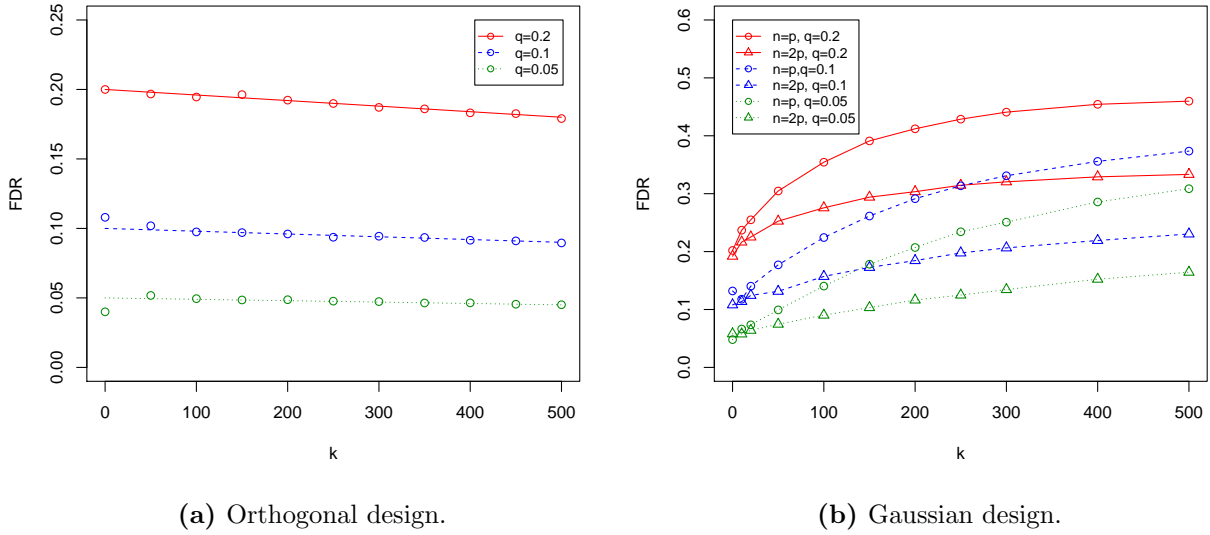 0.00 0.05 0.10 0.15 0.20 0.25
FDR
q=0.2
q=0.1
q=0.05
0 100 200 300 400 500
k
(a) Orthogonal design.
0.0 0.1 0.2 0.3 0.4 0.5 0.6
FDR
n=p, q=0.2
n=2p, q=0.2
n=p,q=0.1
n=2p, q=0.1
n=p, q=0.05
n=2p, q=0.05
0 100 200 300 400 500
k
(b) Gaussian design.